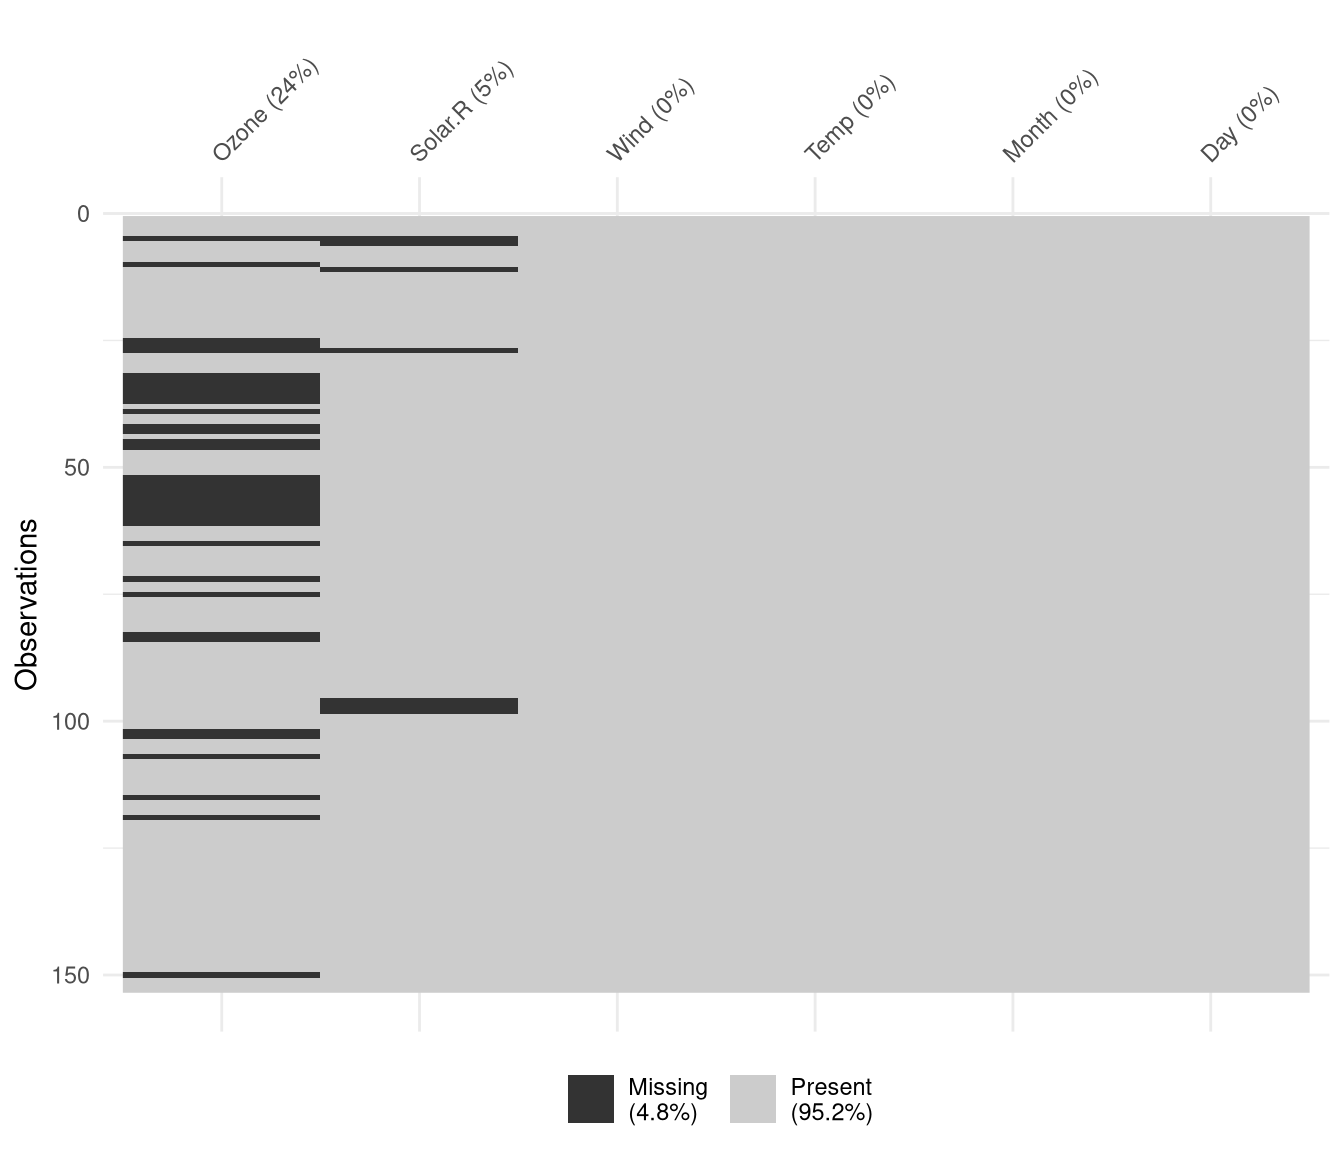 Ozone (24%)
Solar.R (5%)
Wind (0%)
Temp (0%)
Month (0%)
Day (0%)
0
50
100
150
Observations
Missing
(4.8%)
Present
(95.2%)